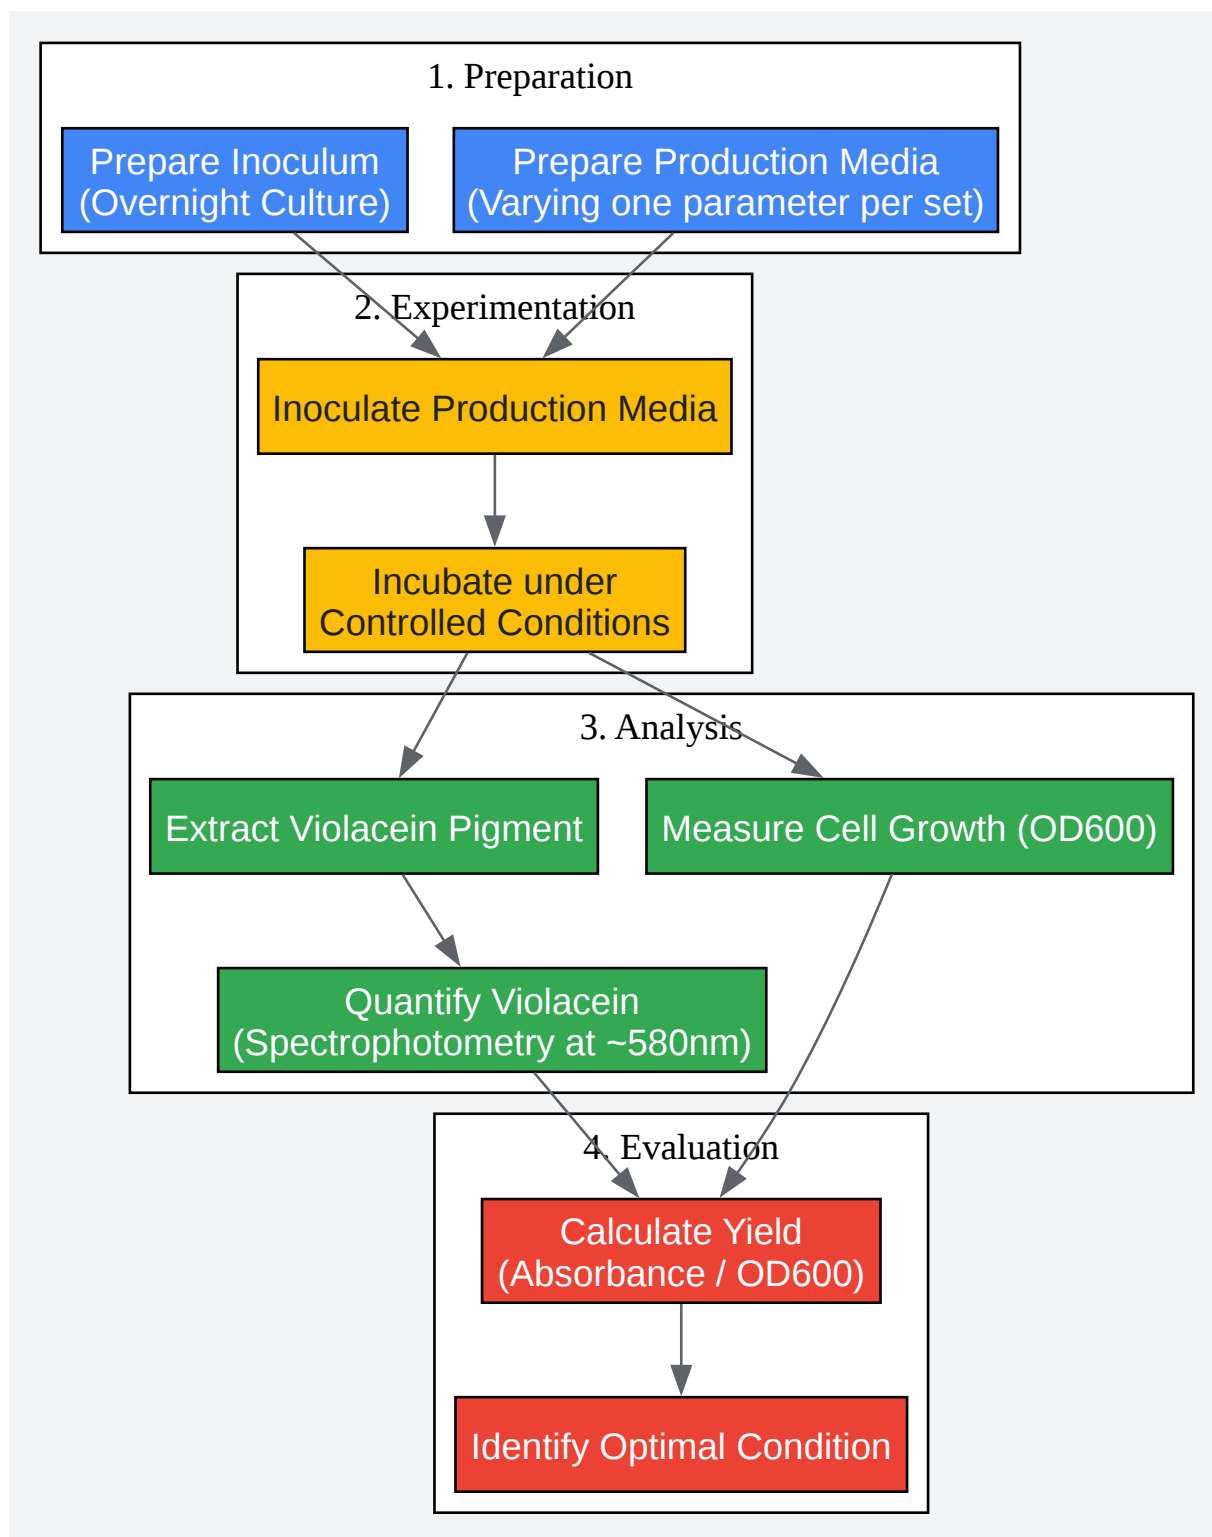 1. Preparation
Prepare Inoculum
(Overnight Culture)
Prepare Production Media
(Varying one parameter per set)
2. Experimentation
Inoculate Production Media
Incubate under
Controlled Conditions
3. Analysis
Extract Violacein Pigment
Measure Cell Growth (OD600)
Quantify Violacein
(Spectrophotometry at ~580nm)
4. Evaluation
Calculate Yield
(Absorbance / OD600)
Identify Optimal Condition